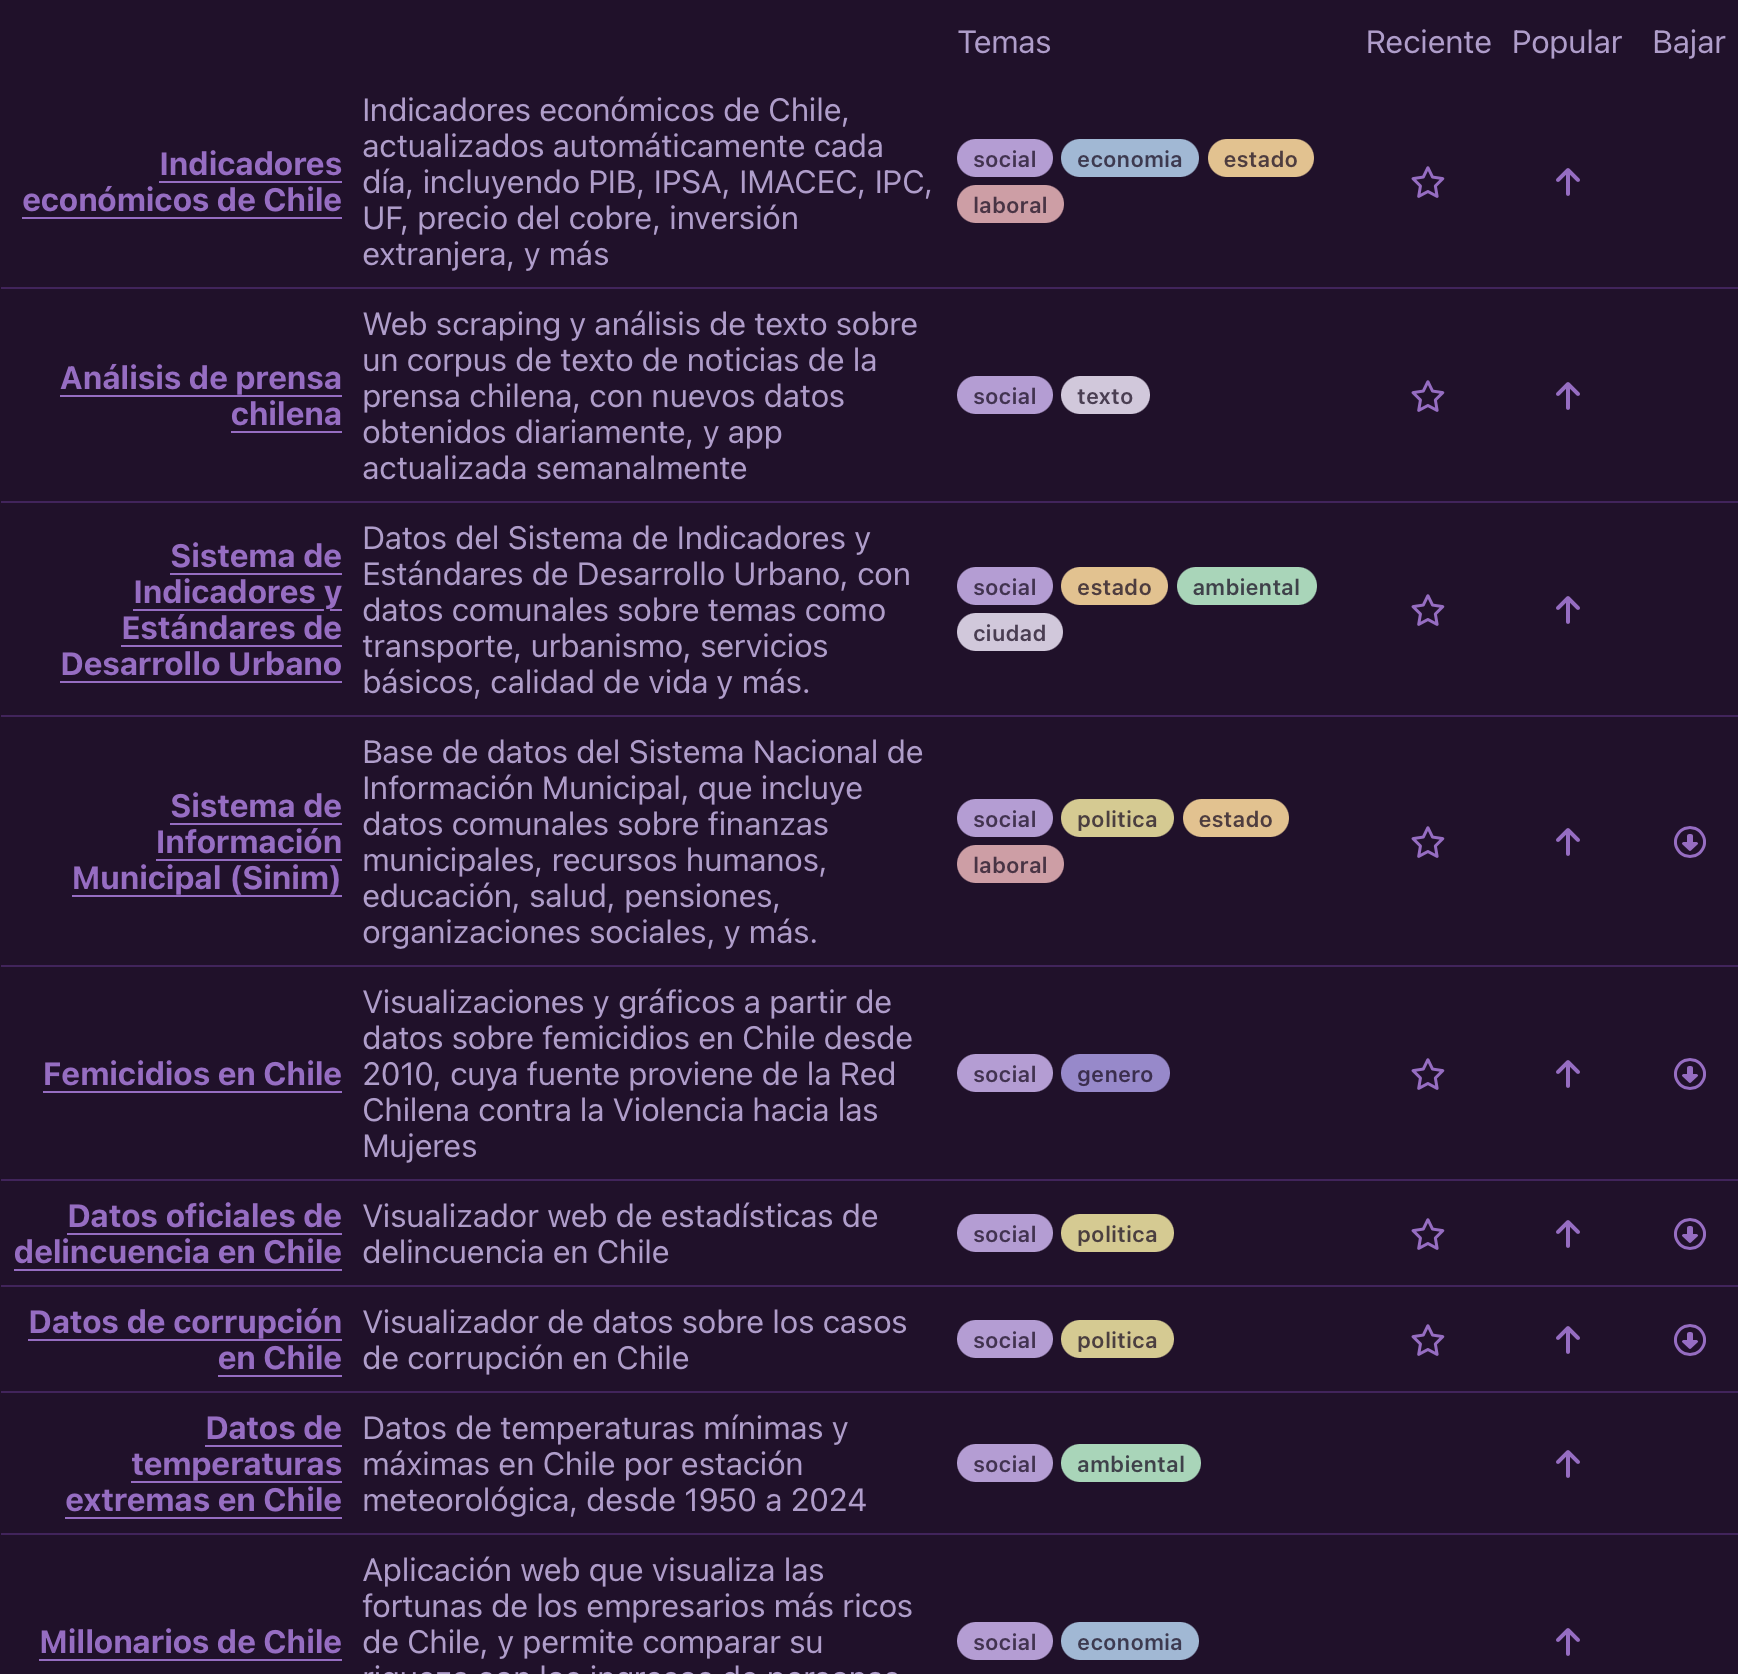 Temas Reciente Popular Bajar
Indicadores
económicos de Chile
Indicadores económicos de Chile,
actualizados automáticamente cada
día, incluyendo PIB, IPSA, IMACEC, IPC,
UF, precio del cobre, inversión
extranjera, y más
social economia estado
laboral
Análisis de prensa
chilena
Web scraping y análisis de texto sobre
un corpus de texto de noticias de la
prensa chilena, con nuevos datos
obtenidos diariamente, y app
actualizada semanalmente
social texto
Sistema de
Indicadores y
Estándares de
Desarrollo Urbano
Datos del Sistema de Indicadores y
Estándares de Desarrollo Urbano, con
datos comunales sobre temas como
transporte, urbanismo, servicios
básicos, calidad de vida y más.
social estado ambiental
ciudad
Sistema de
Información
Municipal (Sinim)
Base de datos del Sistema Nacional de
Información Municipal, que incluye
datos comunales sobre finanzas
municipales, recursos humanos,
educación, salud, pensiones,
organizaciones sociales, y más.
social politica estado
laboral
Femicidios en Chile
Visualizaciones y gráficos a partir de
datos sobre femicidios en Chile desde
2010, cuya fuente proviene de la Red
Chilena contra la Violencia hacia las
Mujeres
social genero
Datos oficiales de
delincuencia en Chile
Visualizador web de estadísticas de
delincuencia en Chile
social politica
Datos de corrupción
en Chile
Visualizador de datos sobre los casos
de corrupción en Chile
social politica
Datos de
temperaturas
extremas en Chile
Datos de temperaturas mínimas y
máximas en Chile por estación
meteorológica, desde 1950 a 2024
social ambiental
Millonarios de Chile
Aplicación web que visualiza las
fortunas de los empresarios más ricos
de Chile, y permite comparar su
social economia